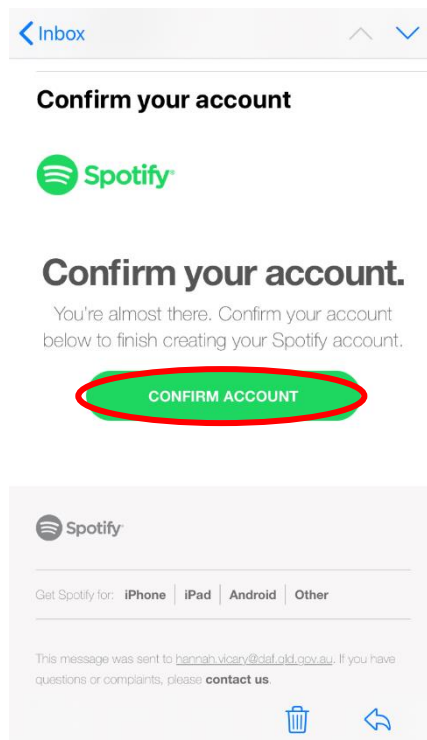 Inbox
Confirm your account
Spotify®
Confirm your account.
You're almost there. Confirm your account
below to finish creating your Spotify account.
CONFIRM ACCOUNT
Spotify®
Get Spotify for: iPhone | iPad | Android | Other
This message was sent to hannah.vicary@daf.qld.gov.au. If you have
questions or complaints, please contact us.